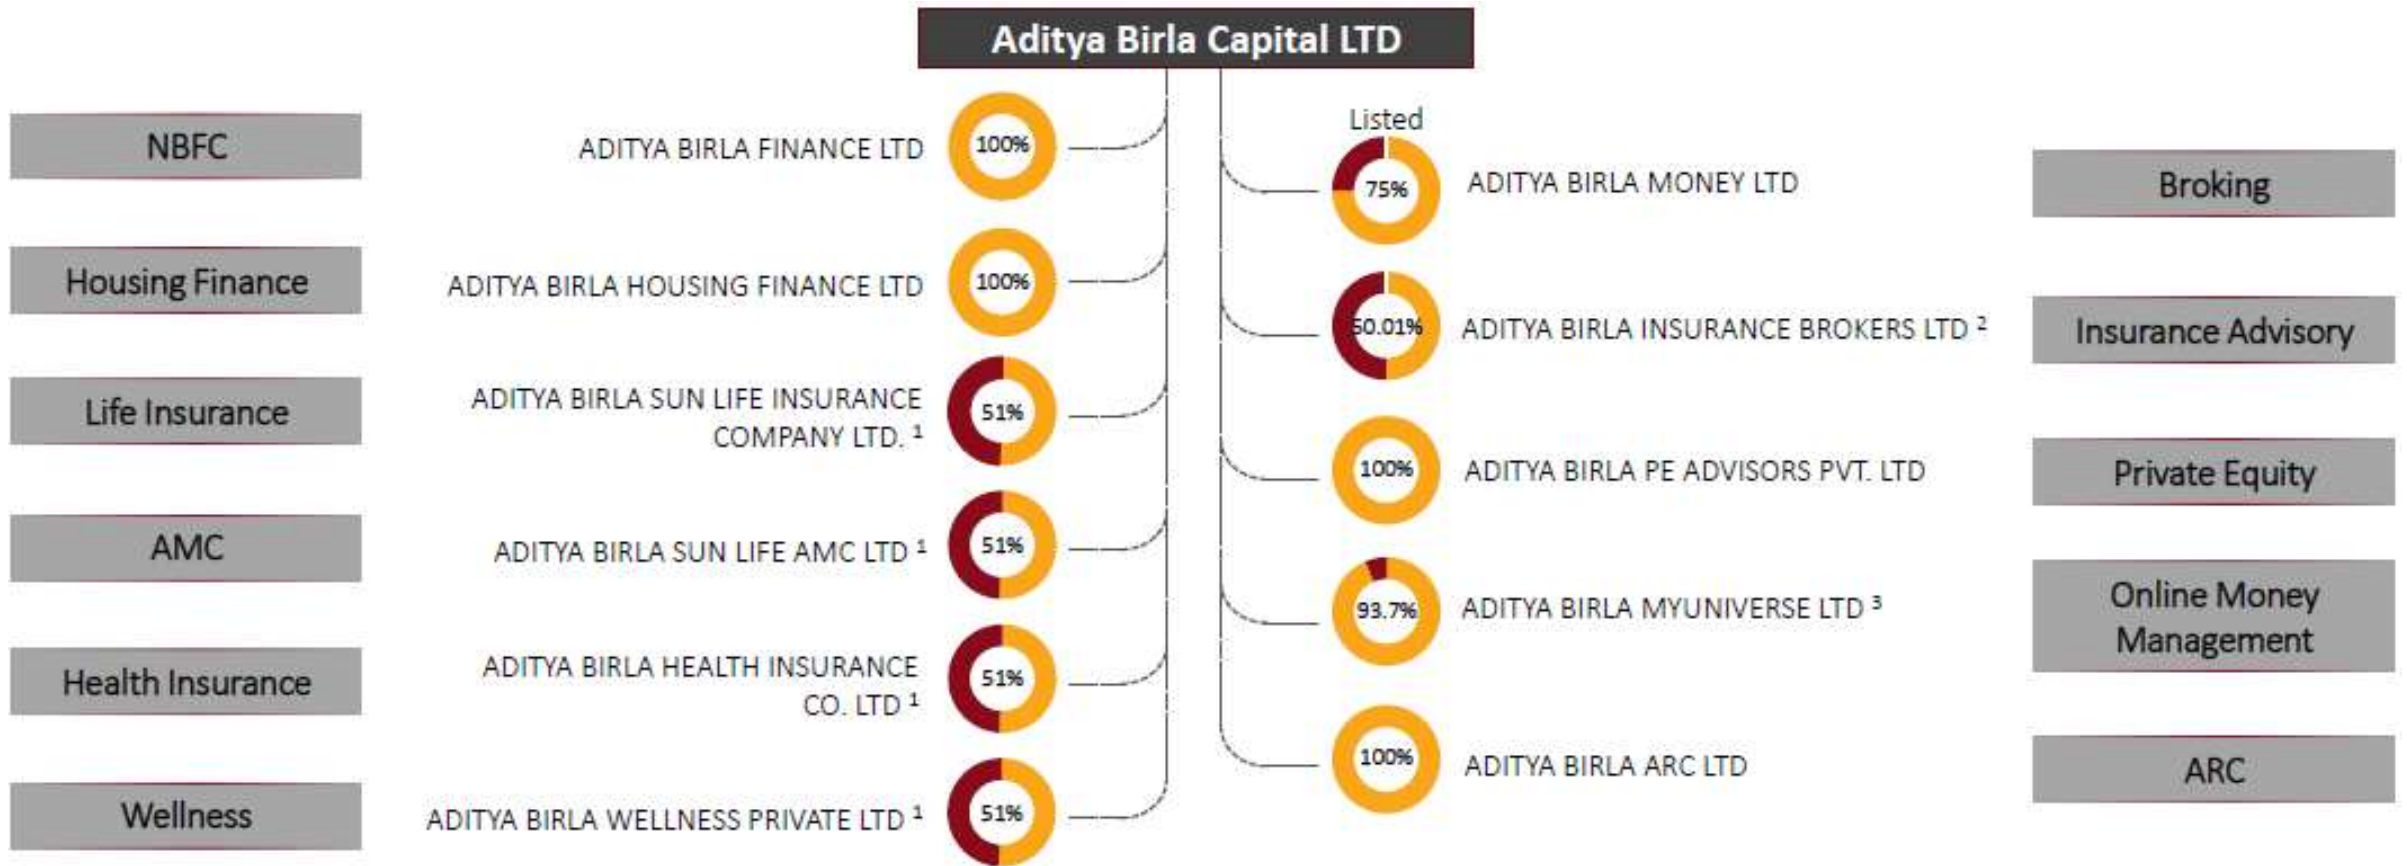 Aditya Birla Capital LTD
NBFC
ADITYA BIRLA FINANCE LTD
100%
Housing Finance
ADITYA BIRLA HOUSING FINANCE LTD
100%
Life Insurance
ADITYA BIRLA SUN LIFE INSURANCE
COMPANY LTD. ¹
51%
AMC
ADITYA BIRLA SUN LIFE AMC LTD ¹
51%
Health Insurance
ADITYA BIRLA HEALTH INSURANCE
CO. LTD ¹
51%
Wellness
ADITYA BIRLA WELLNESS PRIVATE LTD ¹
51%
Listed
75%
ADITYA BIRLA MONEY LTD
Broking
50.01%
ADITYA BIRLA INSURANCE BROKERS LTD ²
Insurance Advisory
100%
ADITYA BIRLA PE ADVISORS PVT. LTD
Private Equity
93.7%
ADITYA BIRLA MYUNIVERSE LTD ³
Online Money
Management
100%
ADITYA BIRLA ARC LTD
ARC